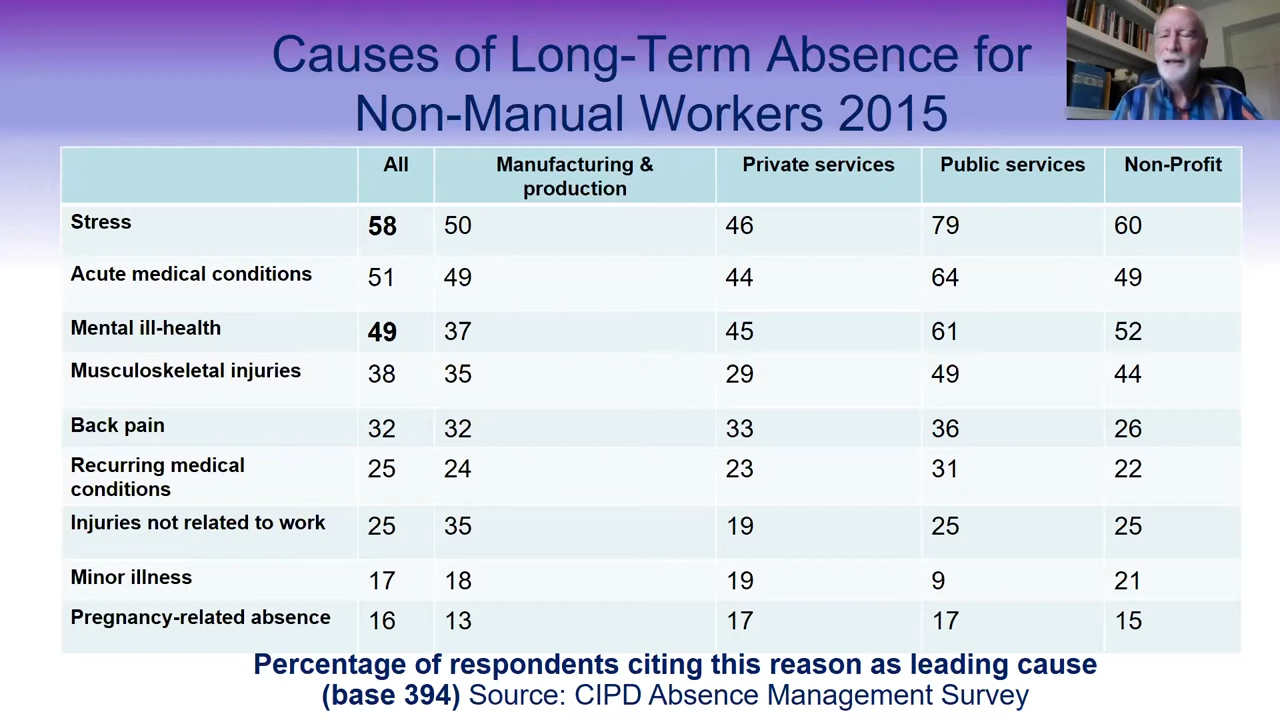 Causes of Long-Term Absence for
Non-Manual Workers 2015
All Manufacturing & production Private services Public services Non-Profit
Stress 58 50 46 79 60
Acute medical conditions 51 49 44 64 49
Mental ill-health 49 37 45 61 52
Musculoskeletal injuries 38 35 29 49 44
Back pain 32 32 33 36 26
Recurring medical conditions 25 24 23 31 22
Injuries not related to work 25 35 19 25 25
Minor illness 17 18 19 9 21
Pregnancy-related absence 16 13 17 17 15
Percentage of respondents citing this reason as leading cause
(base 394) Source: CIPD Absence Management Survey